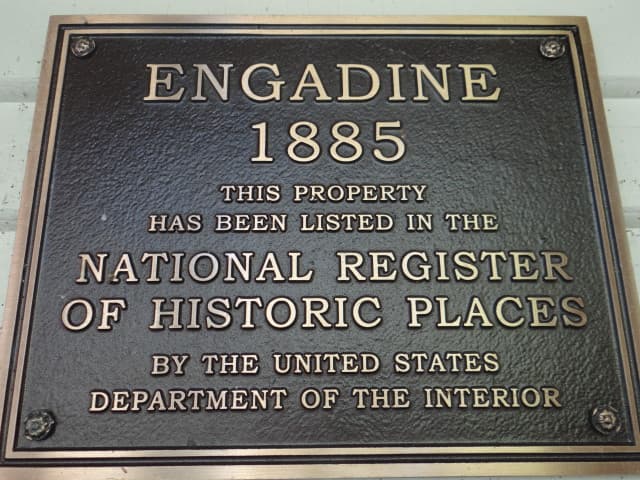 ENGADINE
1885
THIS PROPERTY
HAS BEEN LISTED IN THE
NATIONAL REGISTER
OF HISTORIC PLACES
BY THE UNITED STATES
DEPARTMENT OF THE INTERIOR